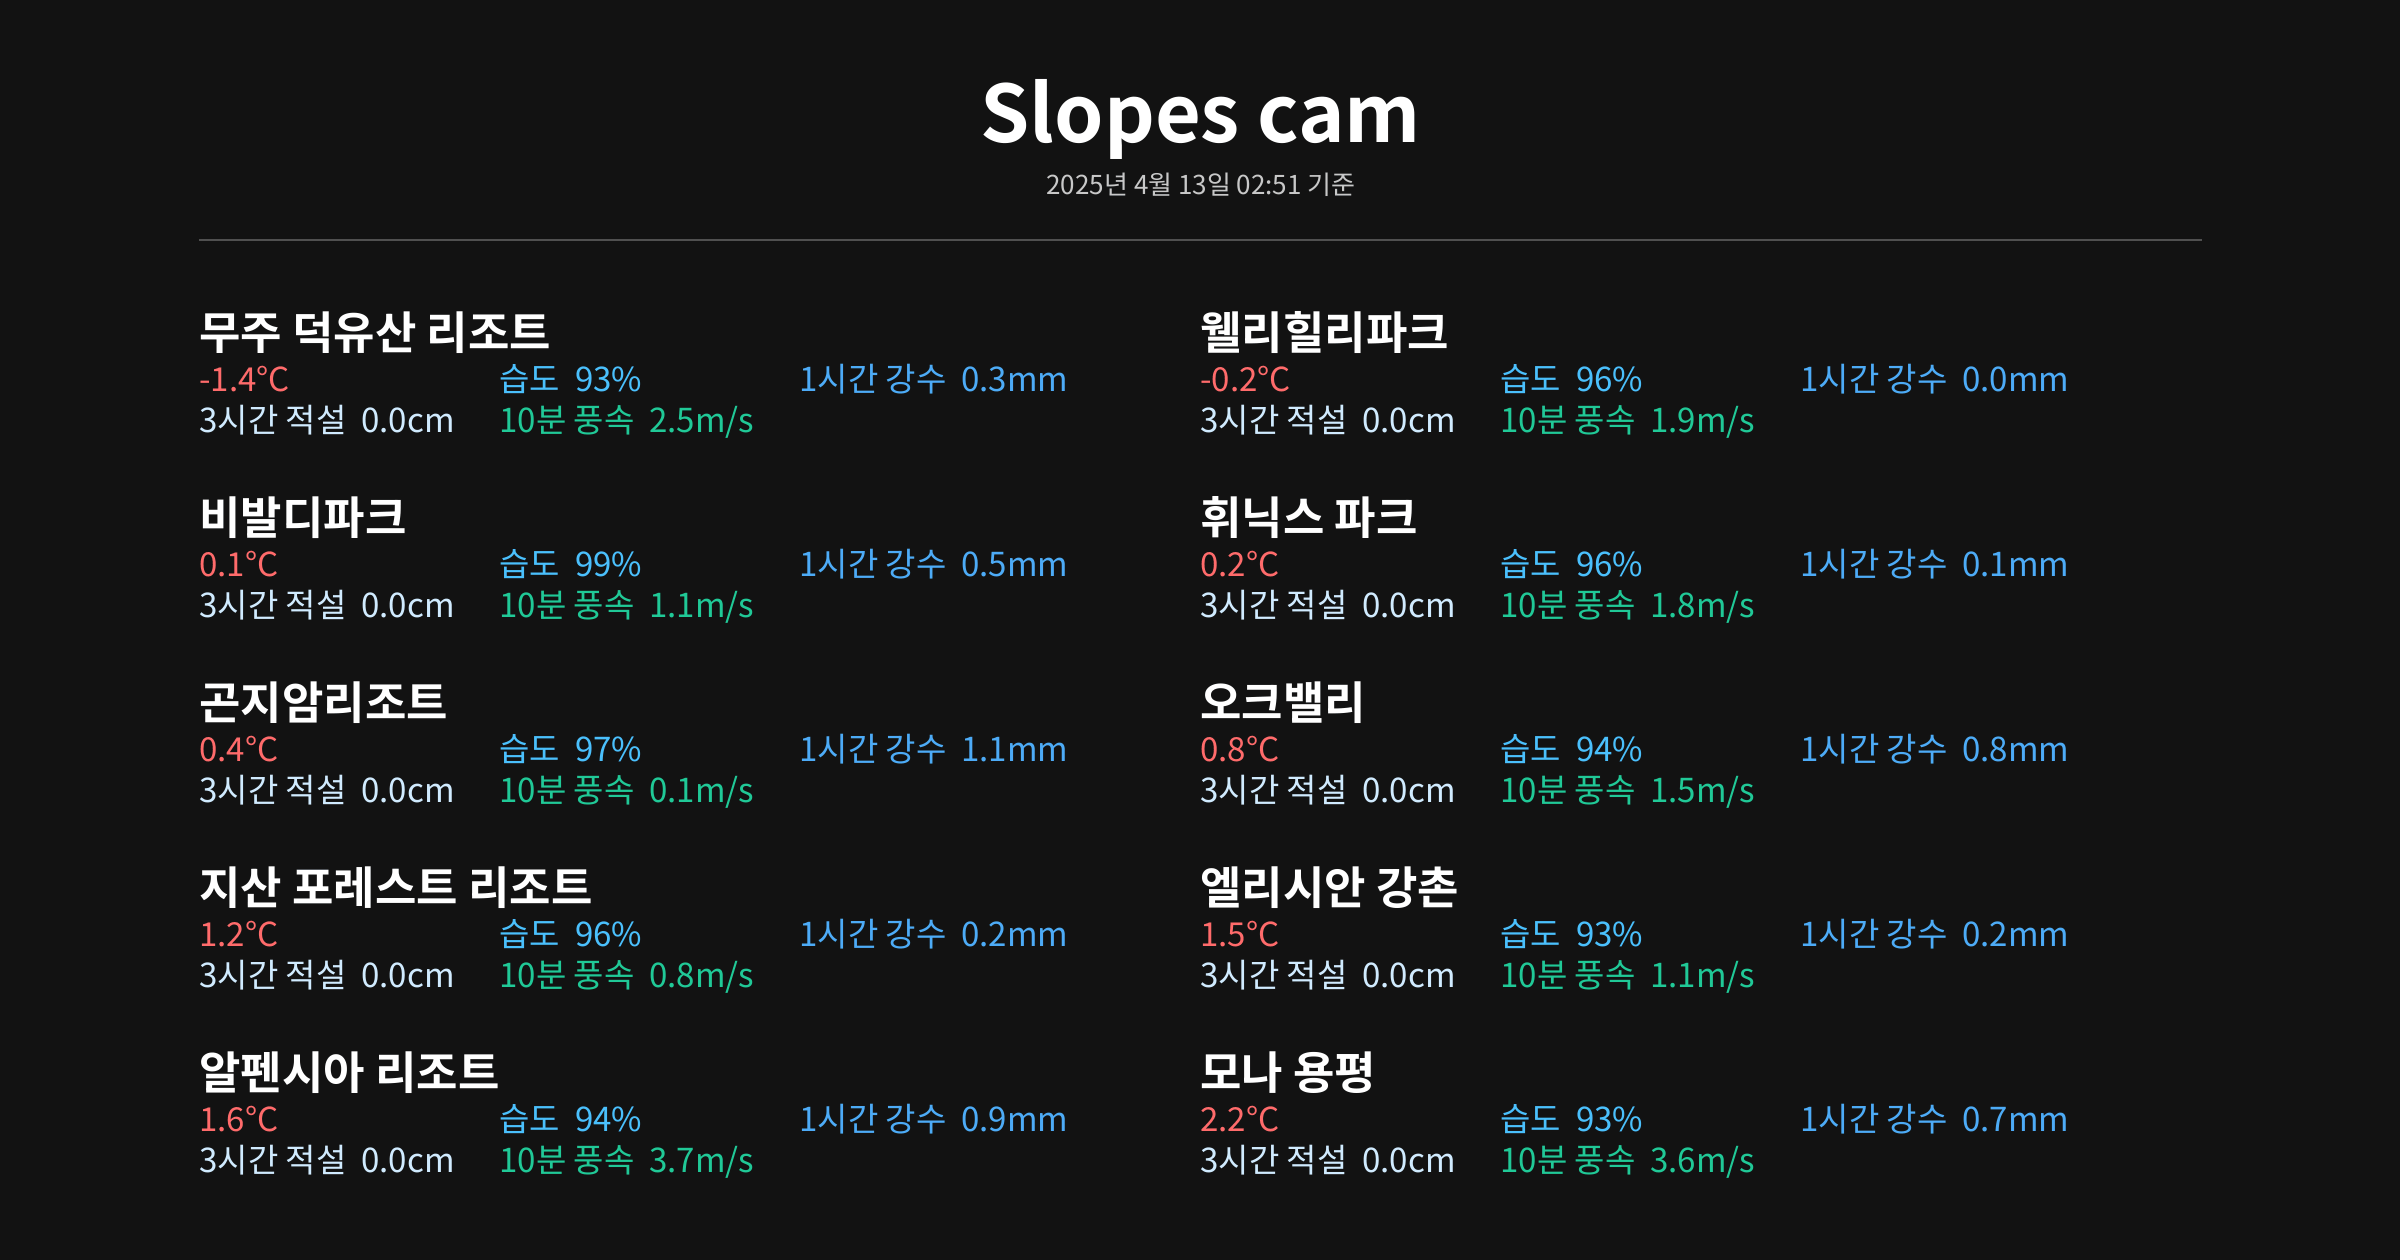 Slopes cam
2025년 4월 13일 02:51 기준
무주 덕유산 리조트
-1.4°C 습도 93% 1시간 강수 0.3mm
3시간 적설 0.0cm 10분 풍속 2.5m/s
웰리힐리파크
-0.2°C 습도 96% 1시간 강수 0.0mm
3시간 적설 0.0cm 10분 풍속 1.9m/s
비발디파크
0.1°C 습도 99% 1시간 강수 0.5mm
3시간 적설 0.0cm 10분 풍속 1.1m/s
휘닉스 파크
0.2°C 습도 96% 1시간 강수 0.1mm
3시간 적설 0.0cm 10분 풍속 1.8m/s
곤지암리조트
0.4°C 습도 97% 1시간 강수 1.1mm
3시간 적설 0.0cm 10분 풍속 0.1m/s
오크밸리
0.8°C 습도 94% 1시간 강수 0.8mm
3시간 적설 0.0cm 10분 풍속 1.5m/s
지산 포레스트 리조트
1.2°C 습도 96% 1시간 강수 0.2mm
3시간 적설 0.0cm 10분 풍속 0.8m/s
엘리시안 강촌
1.5°C 습도 93% 1시간 강수 0.2mm
3시간 적설 0.0cm 10분 풍속 1.1m/s
알펜시아 리조트
1.6°C 습도 94% 1시간 강수 0.9mm
3시간 적설 0.0cm 10분 풍속 3.7m/s
모나 용평
2.2°C 습도 93% 1시간 강수 0.7mm
3시간 적설 0.0cm 10분 풍속 3.6m/s